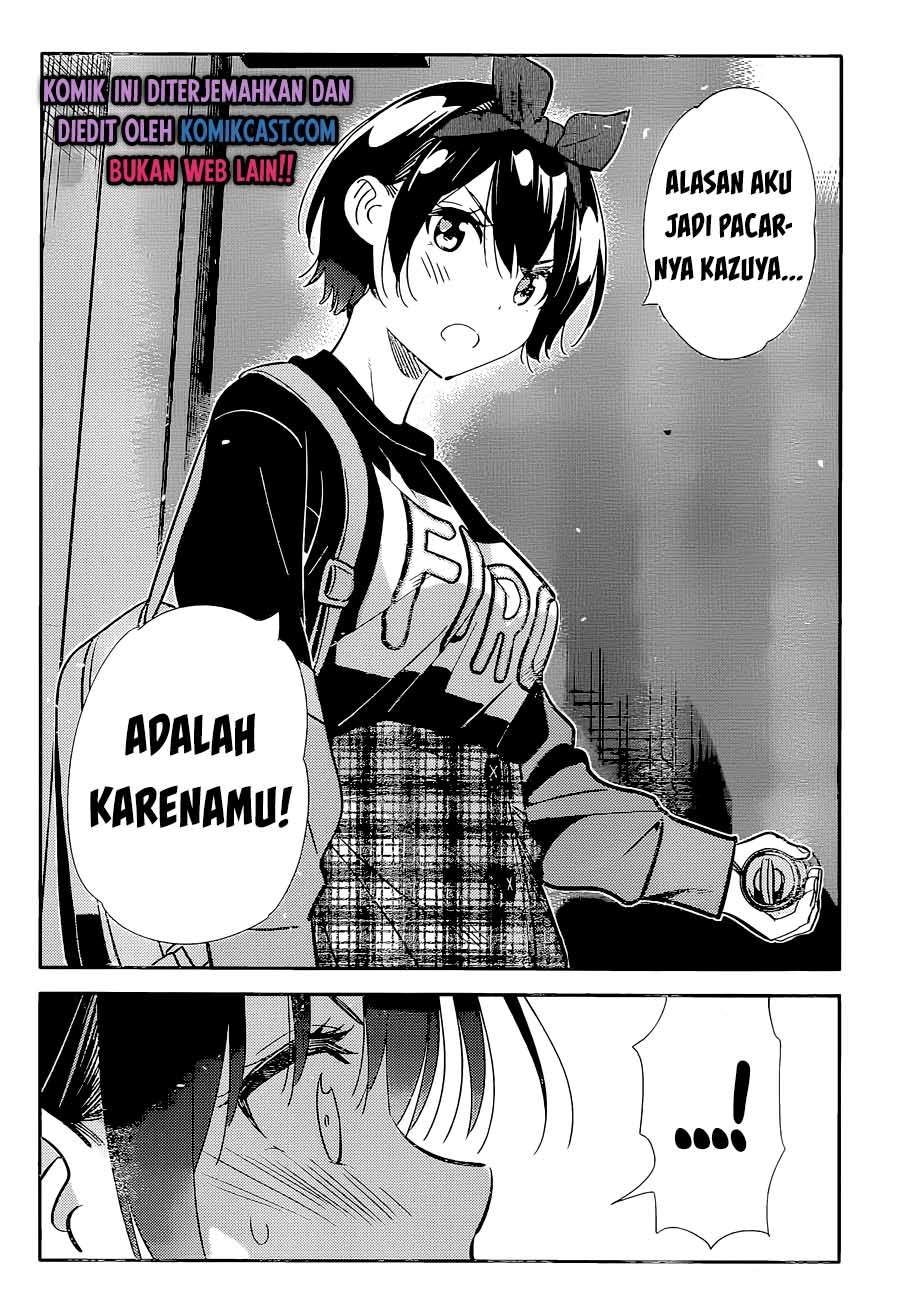 KOMIK INI DITERJEMAHKAN DAN
DIEDIT OLEH KOMIKCAST.COM
BUKAN WEB LAIN!!
ALASAN AKU
JADI PACAR-
NYA KAZUYA...
ADALAH
KARENAMU!
....!